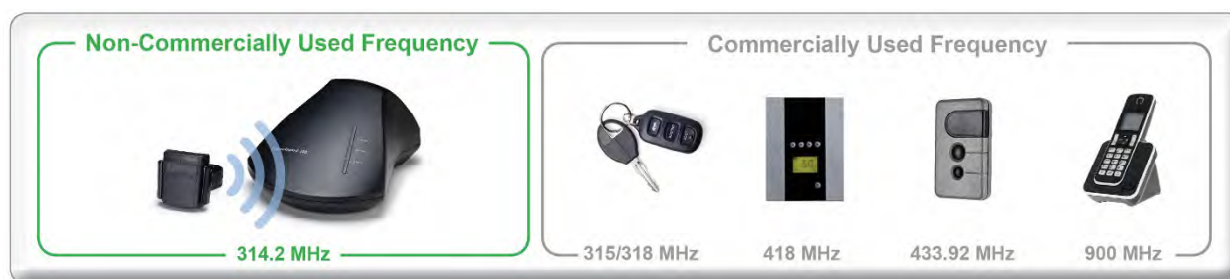 Non-Commercially Used Frequency
Commercially Used Frequency
314.2 MHz
315/318 MHz
418 MHz
433.92 MHz
900 MHz